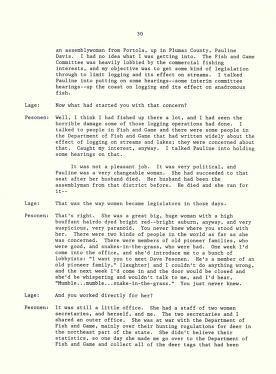 30
an assemblywoman from Portola, up in Plumas County, Pauline
Davis. I had no idea what I was getting into. The Fish and Game
Committee was heavily lobbied by the commercial fishing
interests, and my objective was to get some kind of legislation
through to limit logging and its effect on streams. I talked
Pauline into putting on some hearings--some interim committee
hearings--up the coast on logging and its effect on anadromous
fish.
Lage: Now what had started you with that concern?
Pesonen: Well, I think I had fished up there a lot, and I had seen the
horrible damage some of those logging operations had done. I
talked to people in Fish and Game and there were some people in
the Department of Fish and Game that had written widely about the
effect of logging on streams and lakes; they were concerned about
that. Caught my interest, anyway. I talked Pauline into holding
some hearings on that.
It was not a pleasant job. It was very political, and
Pauline was a very changeable woman. She had succeeded to that
seat after her husband died. Her husband had been the
assemblyman from that district before. He died and she ran for
it--
Lage: That was the way women became legislators in those days.
Pesonen: That's right. She was a great big, huge woman with a high
bouffant hairdo dyed bright red--bright auburn, anyway, and very
suspicious, very paranoid. You never knew where you stood with
her. There were two kinds of people in the world as far as she
was concerned. There were members of old pioneer families, who
were good, and snakes-in-the-grass, who were bad. One week I'd
come into the office, and she'd introduce me to a bunch of
lobbyists: "I want you to meet Dave Pesonen. He's a member of an
old pioneer family," [laughter] and I couldn't do anything wrong,
and the next week I'd come in and the door would be closed and
she'd be whispering and wouldn't talk to me, and I'd hear,
"Mumble...mumble...snake-in-the-grass." You just never knew.
Lage: And you worked directly for her?
Pesonen: It was still a little office. She had a staff of two women
secretaries, and herself, and me. The two secretaries and I
shared an outer office. She was at war with the Department of
Fish and Game, mainly over their hunting regulations for deer in
the northeast part of the state. She didn't believe their
statistics, so one day she made me go over to the Department of
Fish and Game and collect all of the deer tags that had been